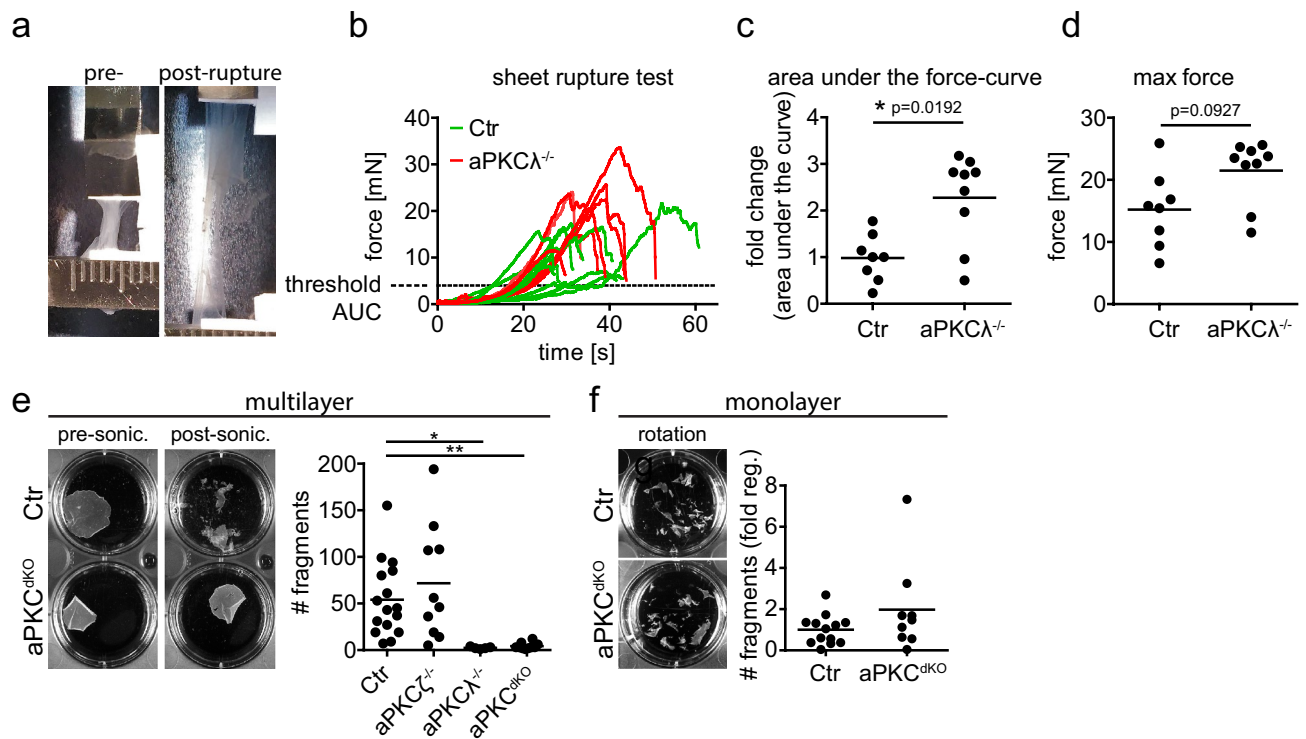 a
pre-
post-rupture
b
sheet rupture test
force [mN]
40
30
20
10
0
Ctr
aPKCλ-/-
threshold
AUC
0
20
40
60
time [s]
c
area under the force-curve
fold change
(area under the curve)
* p=0.0192
4
3
2
1
0
Ctr
aPKCλ-/-
d
max force
p=0.0927
force [mN]
30
20
10
0
Ctr
aPKCλ-/-
e
multilayer
pre-sonic.
post-sonic.
Ctr
aPKCdKO
# fragments
*
**
200
150
100
50
0
Ctr
aPKCζ-/-
aPKCλ-/-
aPKCdKO
f
monolayer
rotation
g
Ctr
aPKCdKO
# fragments (fold reg.)
8
6
4
2
0
Ctr
aPKCdKO